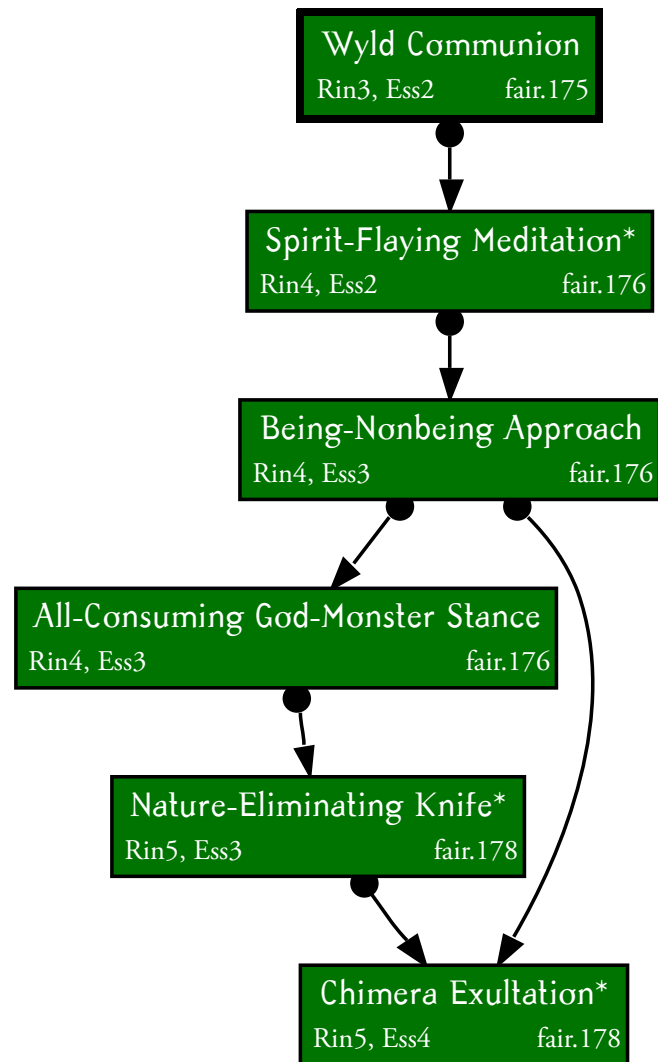 Wyld Communion
Rin3, Ess2 fair.175
Spirit-Flaying Meditation*
Rin4, Ess2 fair.176
Being-Nonbeing Approach
Rin4, Ess3 fair.176
All-Consuming God-Monster Stance
Rin4, Ess3 fair.176
Nature-Eliminating Knife*
Rin5, Ess3 fair.178
Chimera Exultation*
Rin5, Ess4 fair.178